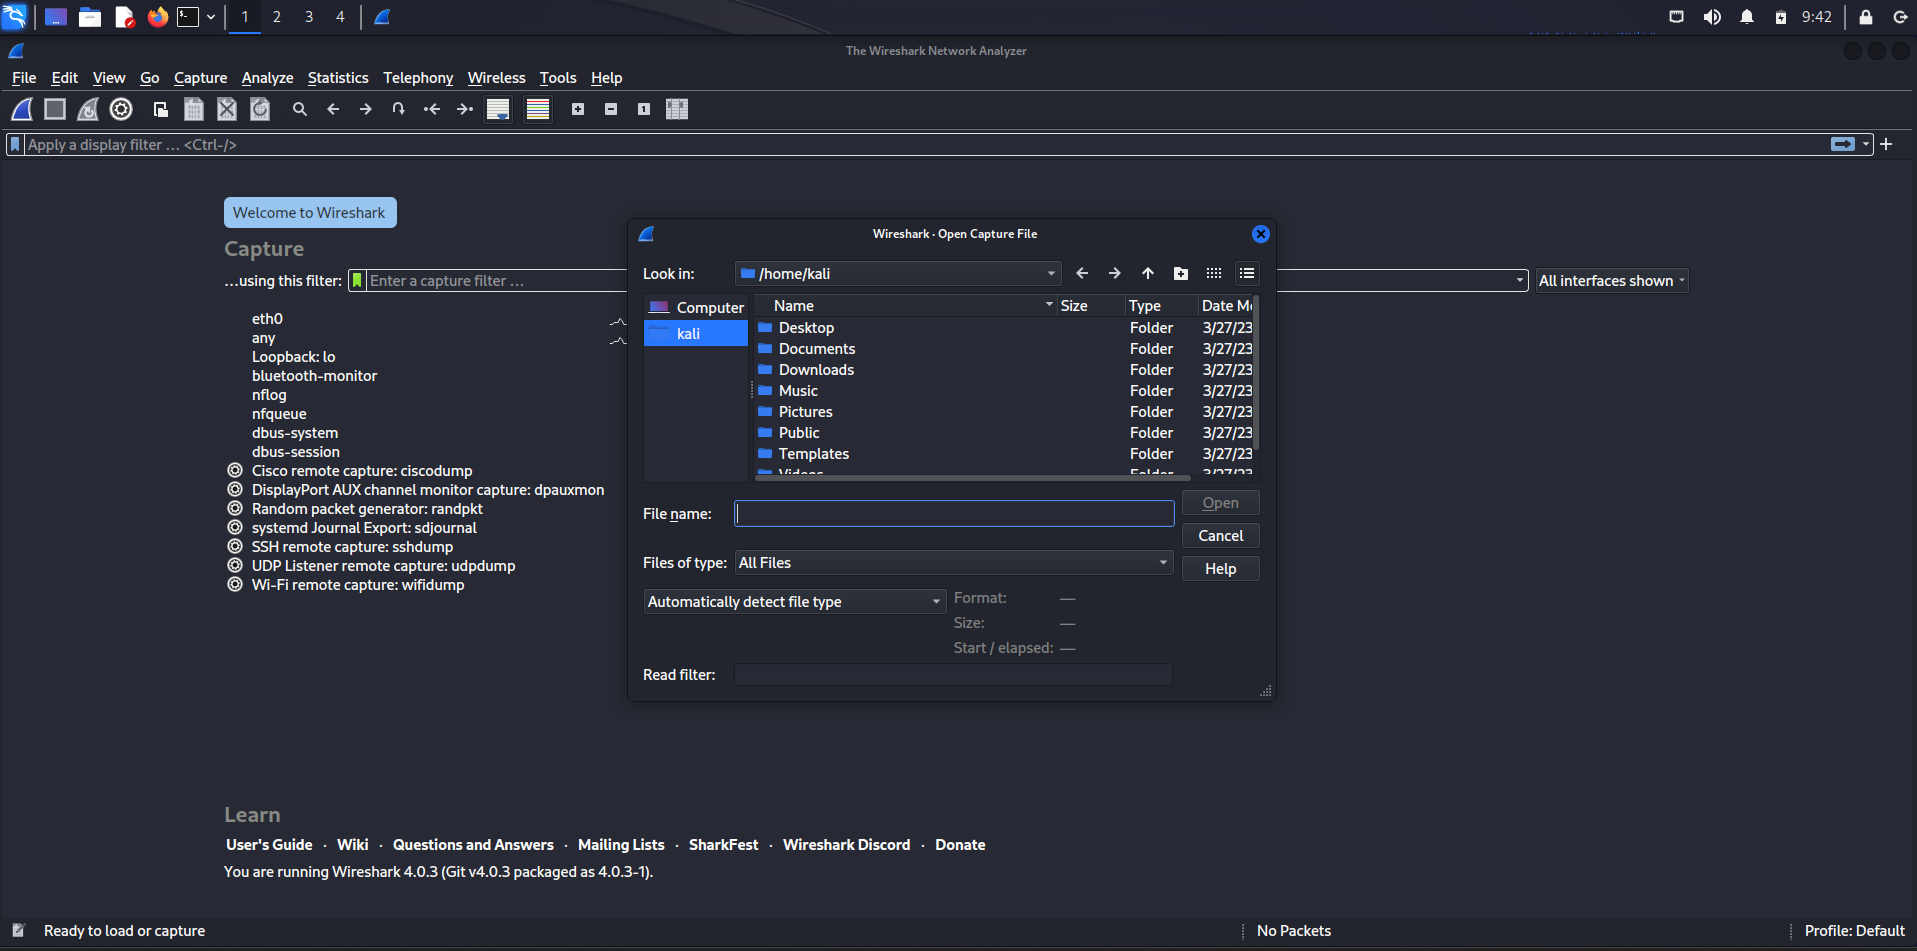 1 2 3 4 9:42
The Wireshark Network Analyzer
File Edit View Go Capture Analyze Statistics Telephony Wireless Tools Help
Apply a display filter … <Ctrl-/>
Welcome to Wireshark
Capture
…using this filter: Enter a capture filter … All interfaces shown
eth0
any
Loopback: lo
bluetooth-monitor
nflog
nfqueue
dbus-system
dbus-session
Cisco remote capture: ciscodump
DisplayPort AUX channel monitor capture: dpauxmon
Random packet generator: randpkt
systemd Journal Export: sdjournal
SSH remote capture: sshdump
UDP Listener remote capture: udpdump
Wi-Fi remote capture: wifidump
Wireshark · Open Capture File
Look in: /home/kali
Computer
kali
Name Size Type Date Mo
Desktop Folder 3/27/23
Documents Folder 3/27/23
Downloads Folder 3/27/23
Music Folder 3/27/23
Pictures Folder 3/27/23
Public Folder 3/27/23
Templates Folder 3/27/23
Videos Folder 3/27/23
File name: Open
Cancel
Files of type: All Files Help
Automatically detect file type
Format: —
Size: —
Start / elapsed: —
Read filter:
Learn
User's Guide · Wiki · Questions and Answers · Mailing Lists · SharkFest · Wireshark Discord · Donate
You are running Wireshark 4.0.3 (Git v4.0.3 packaged as 4.0.3-1).
Ready to load or capture No Packets Profile: Default